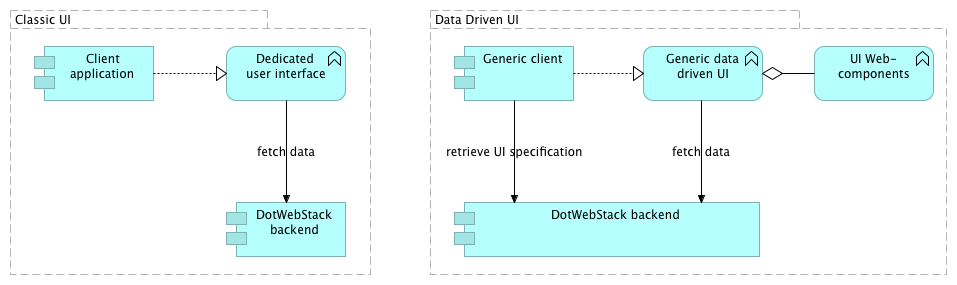 Classic UI
Client
application
Dedicated
user interface
fetch data
DotWebStack
backend
Data Driven UI
Generic client
Generic data
driven UI
UI Web-
components
retrieve UI specification
fetch data
DotWebStack backend